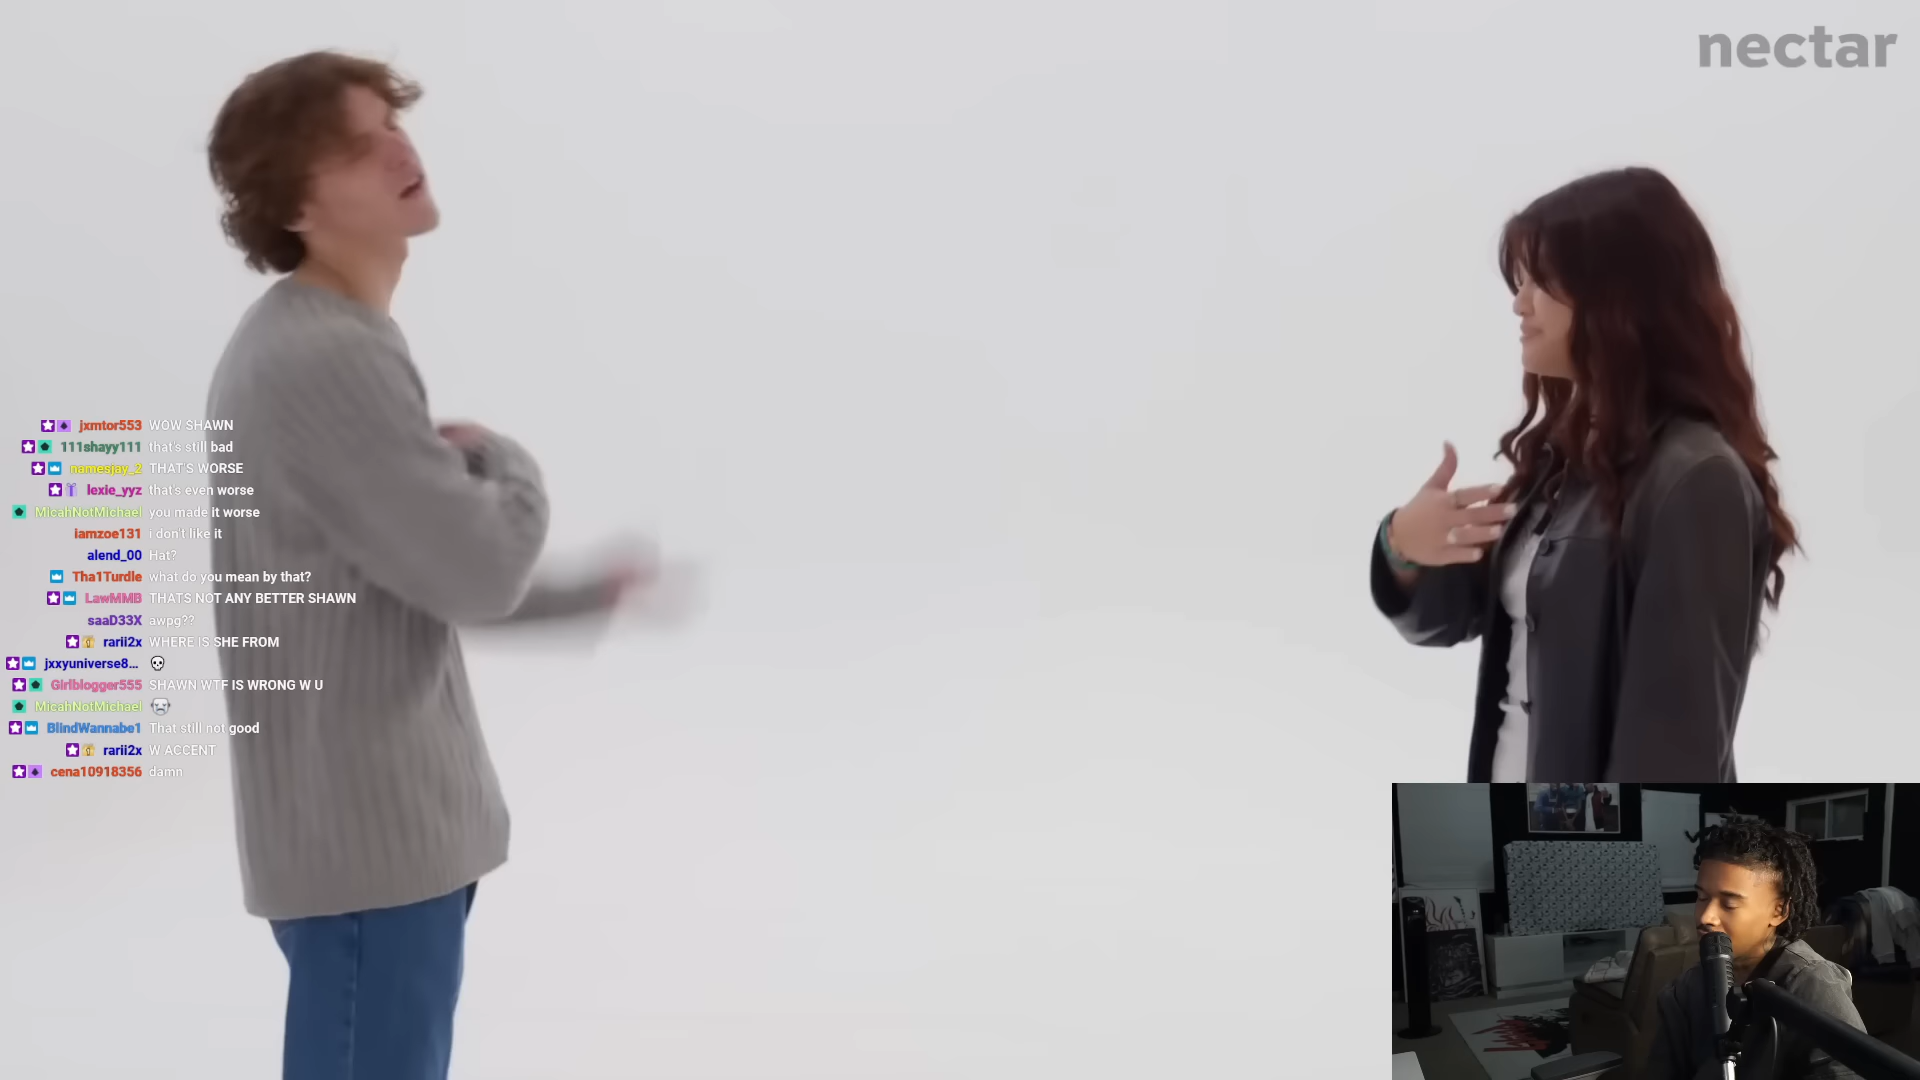 nectar
jxmtor553 WOW SHAWN
111shayy111 that's still bad
namesjay_2 THAT'S WORSE
lexie_yyz that's even worse
MicahNotMichael you made it worse
iamzoe131 i don't like it
alend_00 Hat?
Tha1Turdle what do you mean by that?
LawMMB THATS NOT ANY BETTER SHAWN
saaD33X awpg??
rarii2x WHERE IS SHE FROM
jxxyuniverse8... 💀
Girlblogger555 SHAWN WTF IS WRONG W U
MicahNotMichael
BlindWannabe1 That still not good
rarii2x W ACCENT
cena10918356 damn